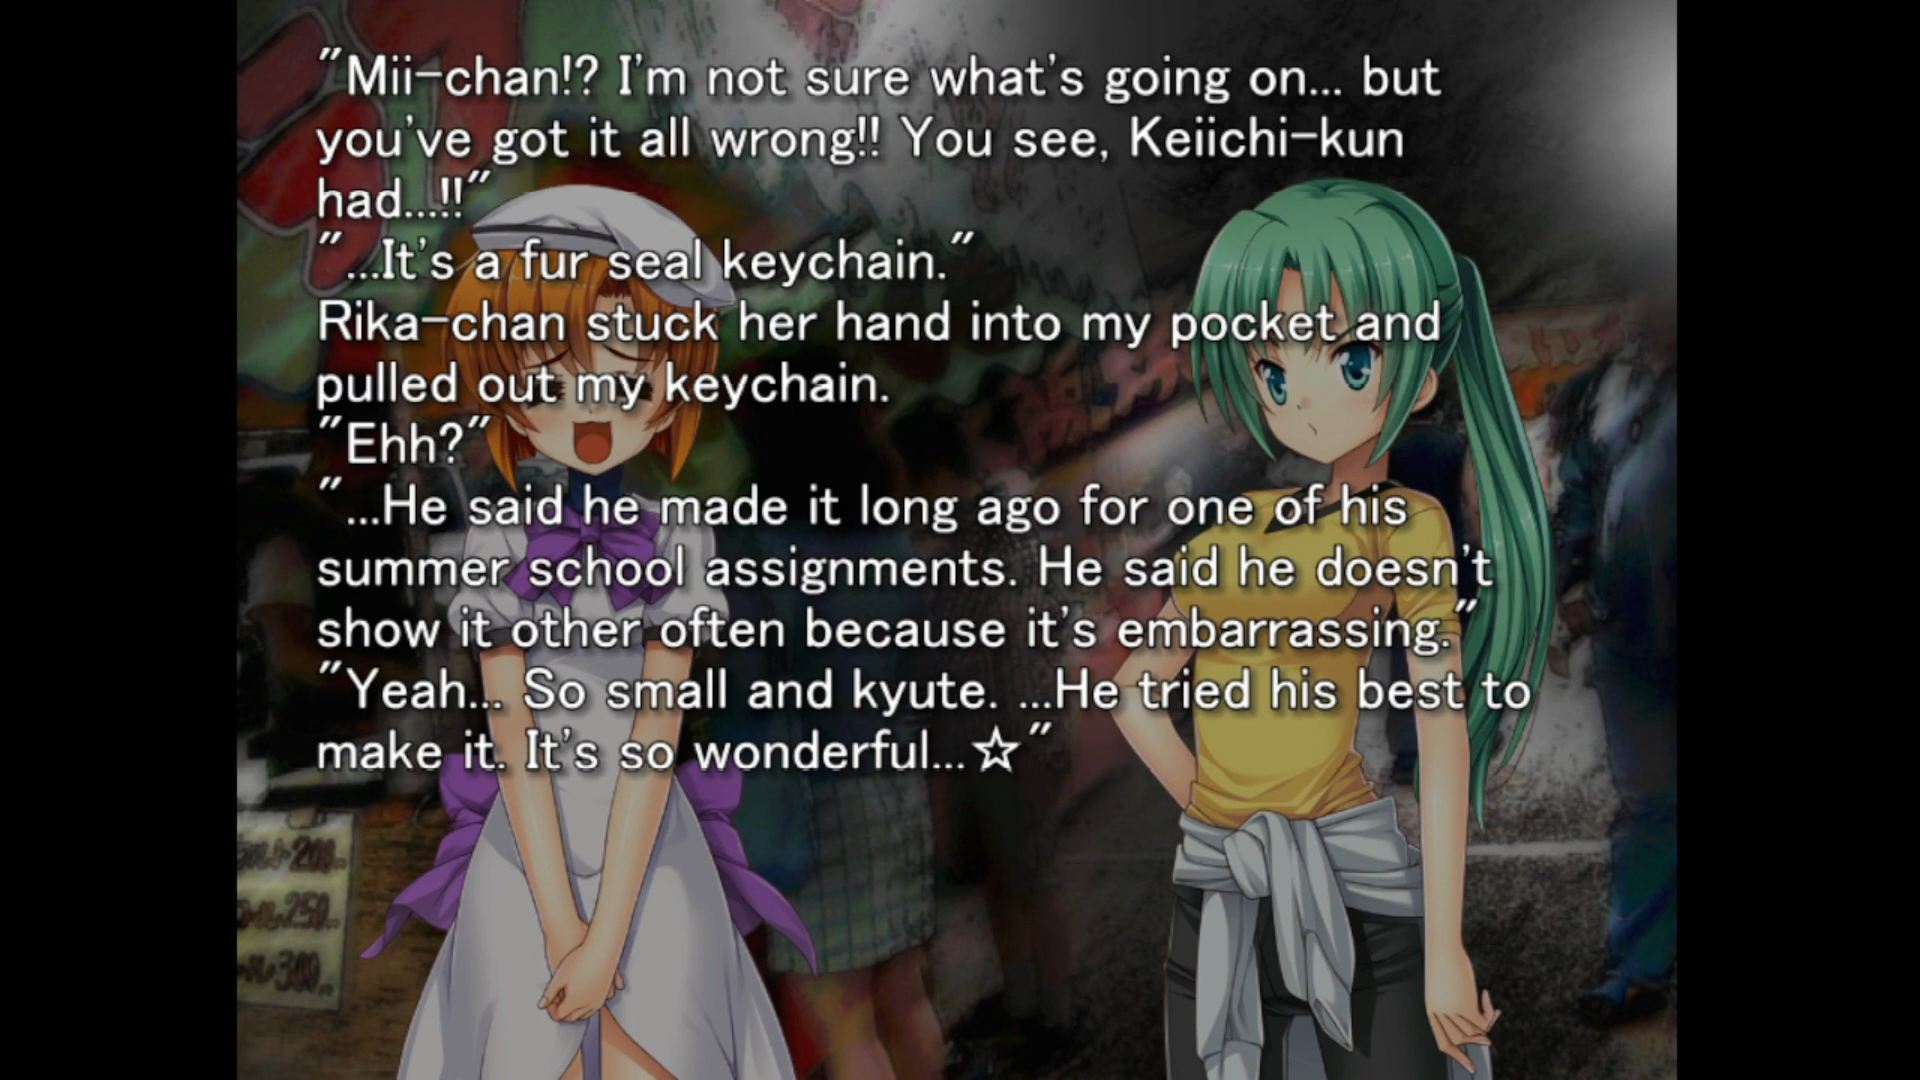 "Mii-chan!? I'm not sure what's going on... but
you've got it all wrong!! You see, Keiichi-kun
had...!!"
"...It's a fur seal keychain."
Rika-chan stuck her hand into my pocket and
pulled out my keychain.
"Ehh?"
"...He said he made it long ago for one of his
summer school assignments. He said he doesn't
show it other often because it's embarrassing."
"Yeah... So small and kyute. ...He tried his best to
make it. It's so wonderful...☆"
200
250
300